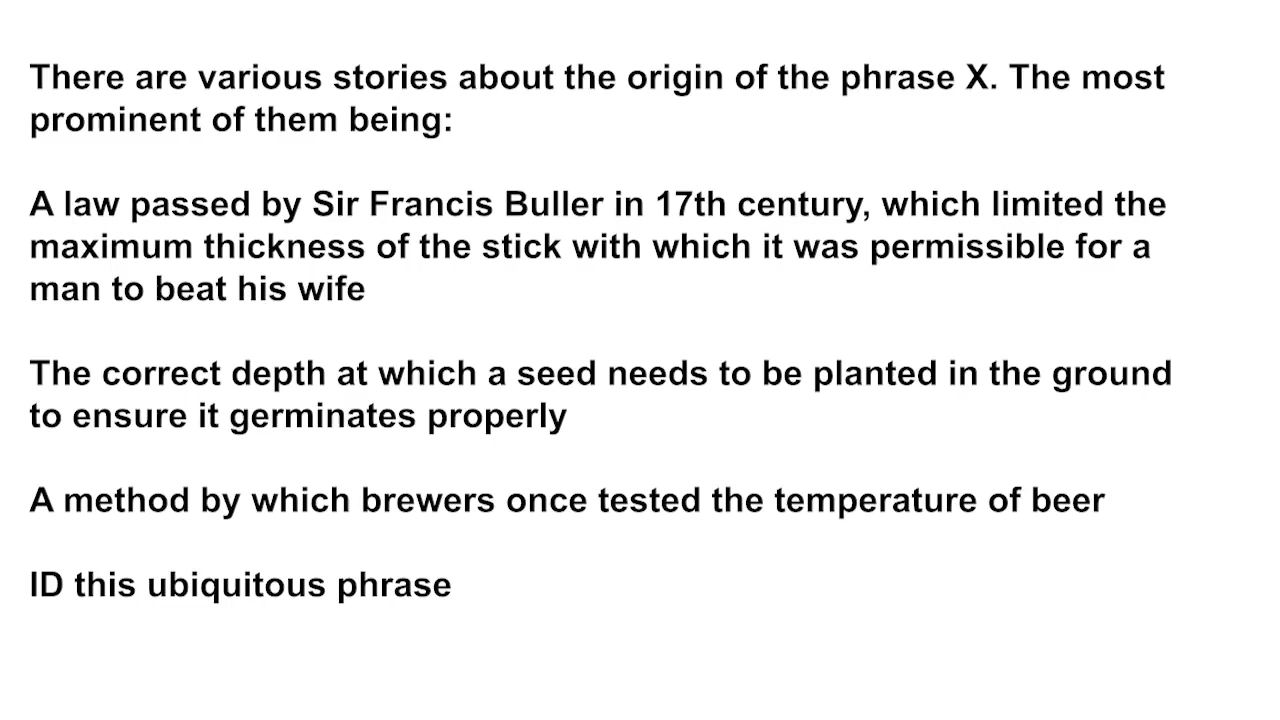 There are various stories about the origin of the phrase X. The most
prominent of them being:
A law passed by Sir Francis Buller in 17th century, which limited the
maximum thickness of the stick with which it was permissible for a
man to beat his wife
The correct depth at which a seed needs to be planted in the ground
to ensure it germinates properly
A method by which brewers once tested the temperature of beer
ID this ubiquitous phrase